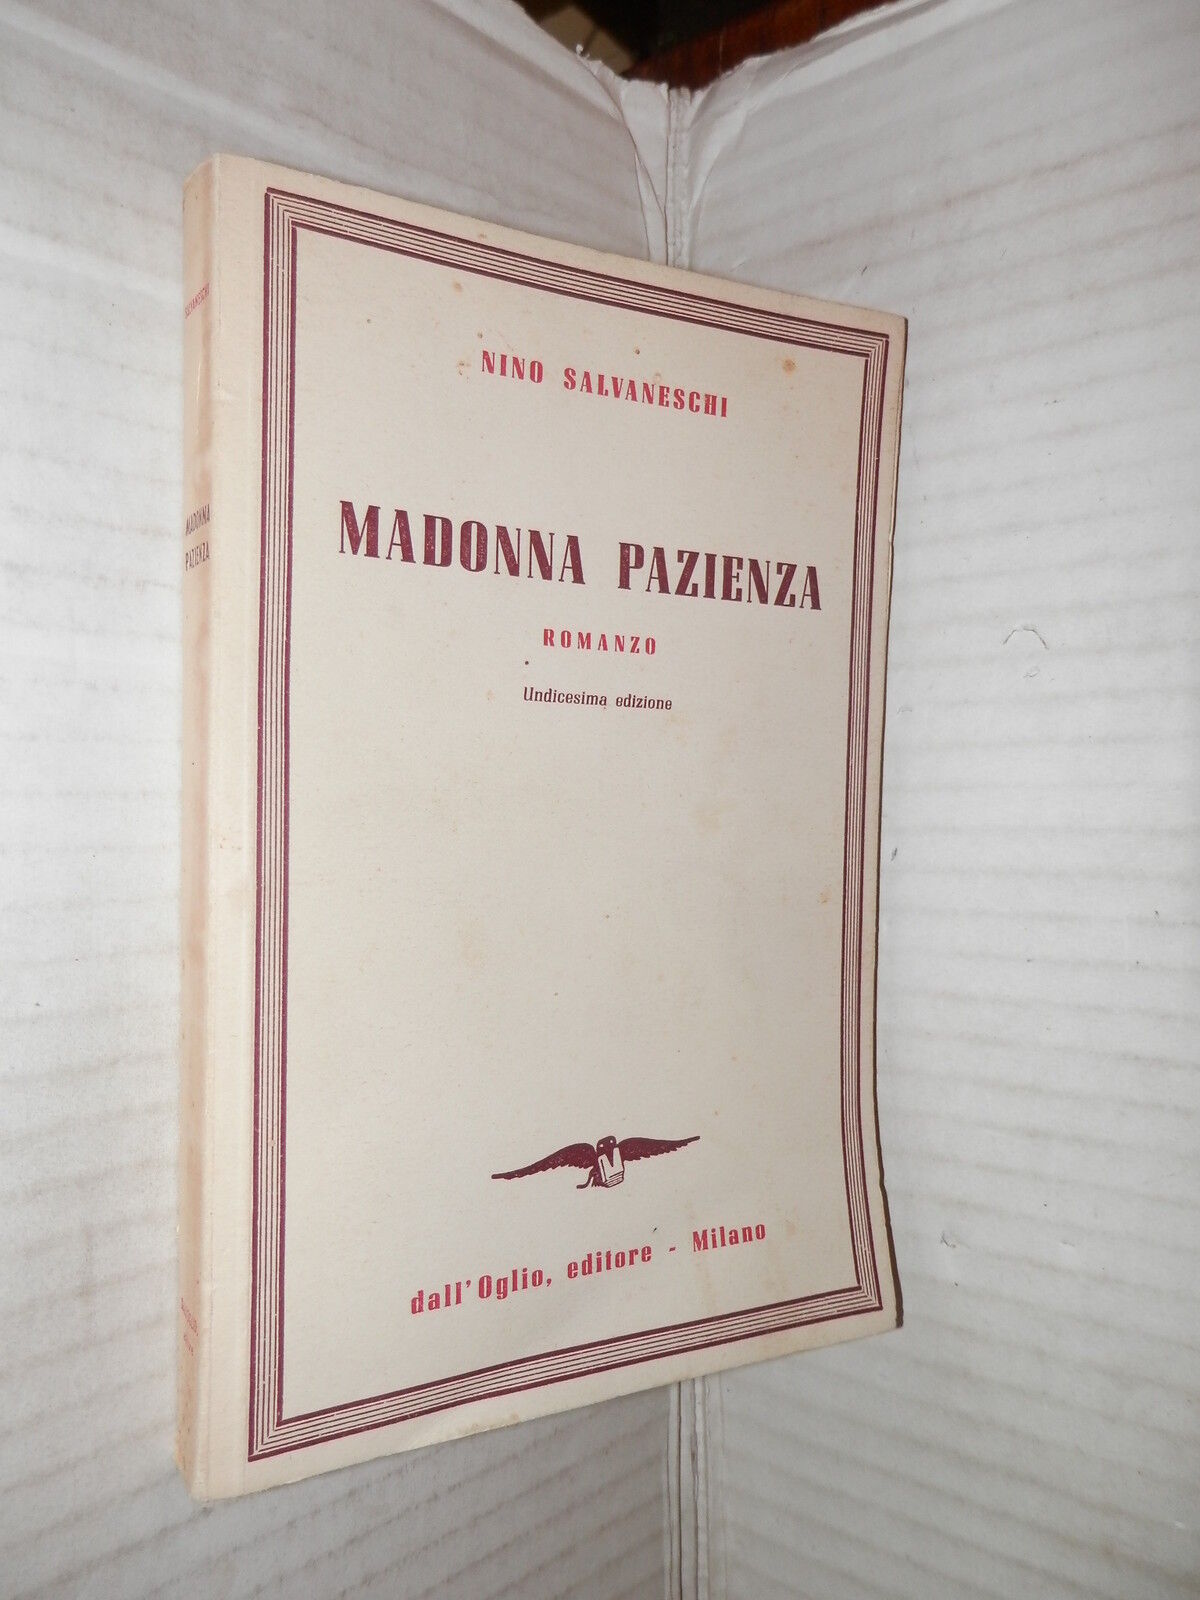 NINO SALVANESCHI
MADONNA PAZIENZA
ROMANZO
Undicesima edizione
dall'Oglio, editore - Milano
SALVANESCHI
MADONNA
PAZIENZA